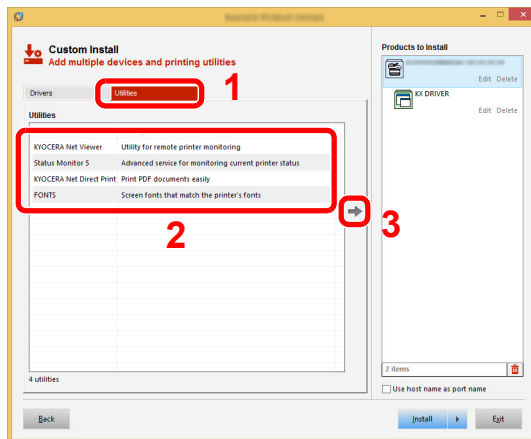 Custom Install
Add multiple devices and printing utilities
1
Drivers
Utilities
Utilities
KYOCERA Net Viewer Utility for remote printer monitoring
Status Monitor 5 Advanced service for monitoring current printer status
KYOCERA Net Direct Print Print PDF documents easily
FONTS Screen fonts that match the printer's fonts
2
3
4 utilities
Products to Install
Edit Delete
KX DRIVER
Edit Delete
2 items
Use host name as port name
Back
Install
Exit